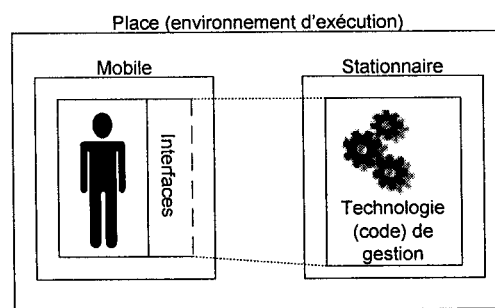 Place (environnement d'exécution)
Mobile
Stationnaire
Interfaces
Technologie
(code) de
gestion